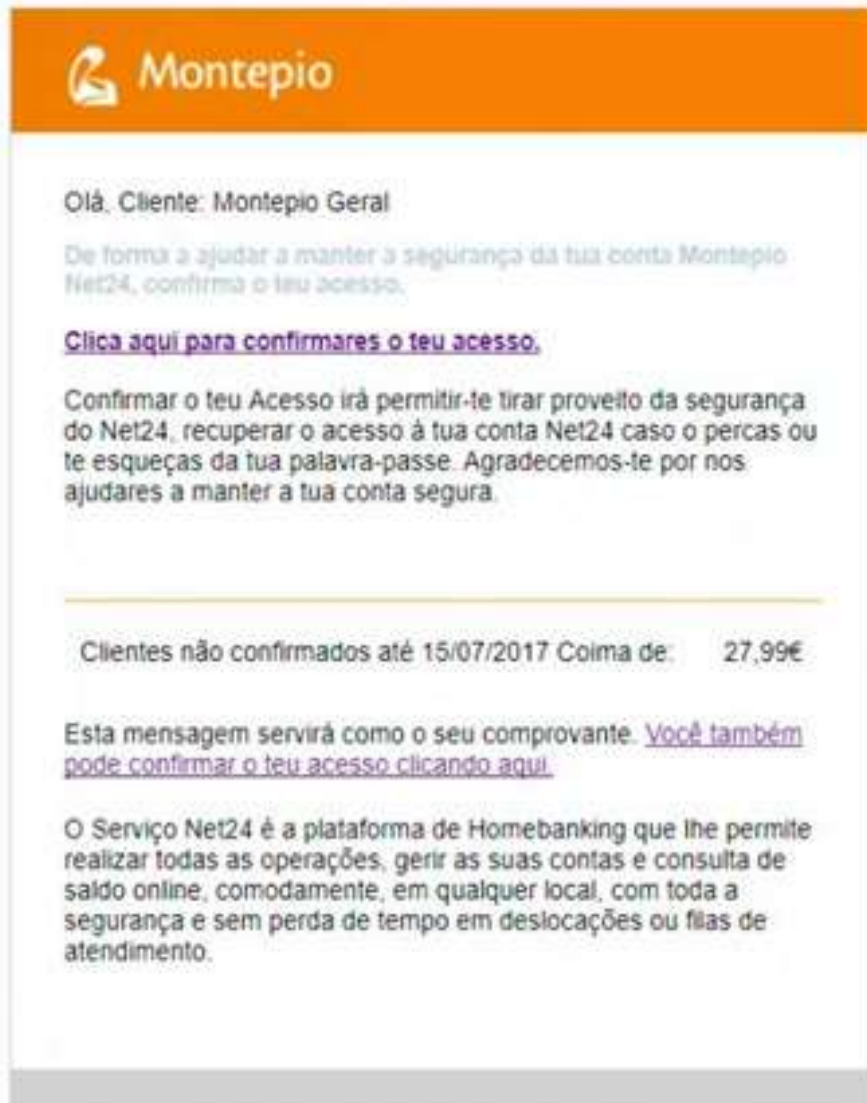 Montepio
Olá, Cliente: Montepio Geral
De forma a ajudar a manter a segurança da tua conta Montepio
Net24, confirma o teu acesso.
Clica aqui para confirmares o teu acesso.
Confirmar o teu Acesso irá permitir-te tirar proveito da segurança
do Net24, recuperar o acesso à tua conta Net24 caso o percas ou
te esqueças da tua palavra-passe. Agradecemos-te por nos
ajudares a manter a tua conta segura.
Clientes não confirmados até 15/07/2017 Coima de: 27,99€
Esta mensagem servirá como o seu comprovante. Você também
pode confirmar o teu acesso clicando aqui.
O Serviço Net24 é a plataforma de Homebanking que lhe permite
realizar todas as operações, gerir as suas contas e consulta de
saldo online, comodamente, em qualquer local, com toda a
segurança e sem perda de tempo em deslocações ou filas de
atendimento.